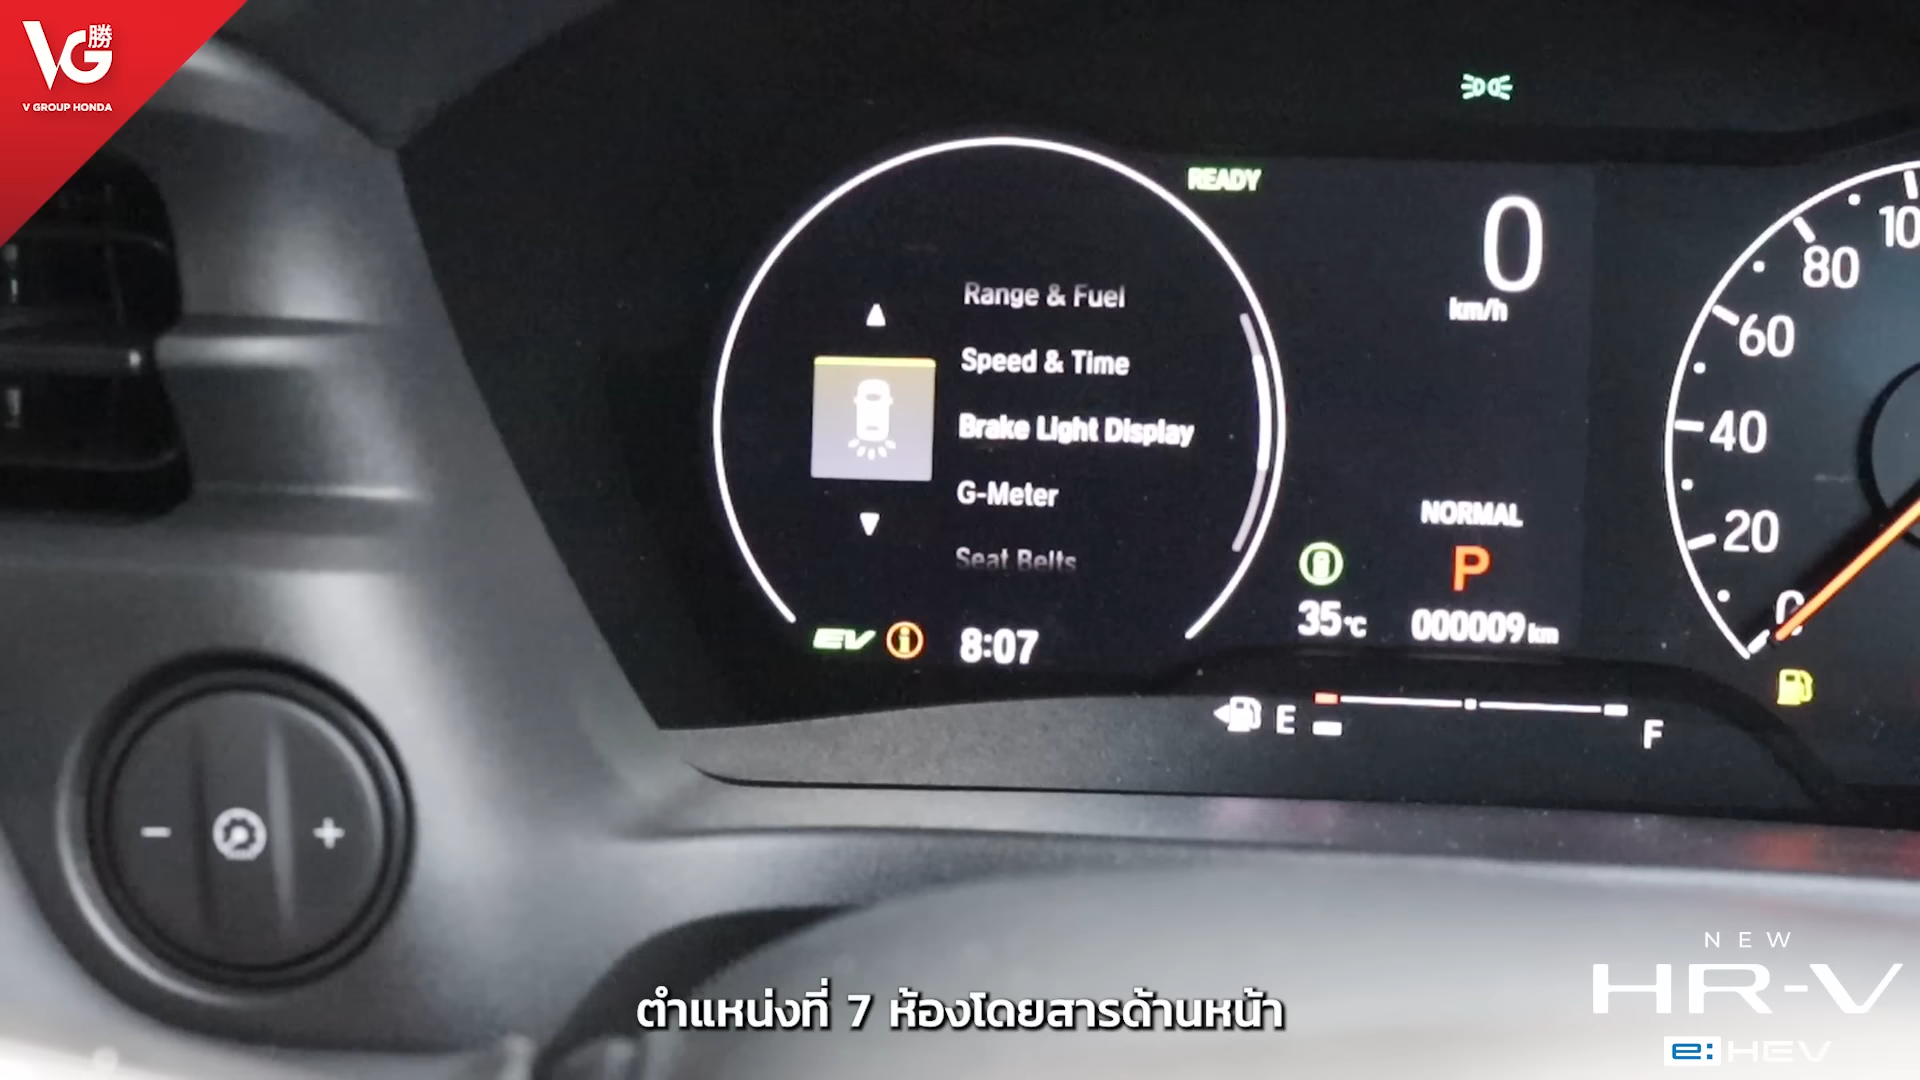 VG勝
V GROUP HONDA
READY
0
km/h
Range & Fuel
Speed & Time
Brake Light Display
G-Meter
Seat Belts
EV
8:07
NORMAL
P
35°C
000009 km
10
80
60
40
20
0
E
F
ตำแหน่งที่ 7 ห้องโดยสารด้านหน้า
NEW
HR-V
e:HEV